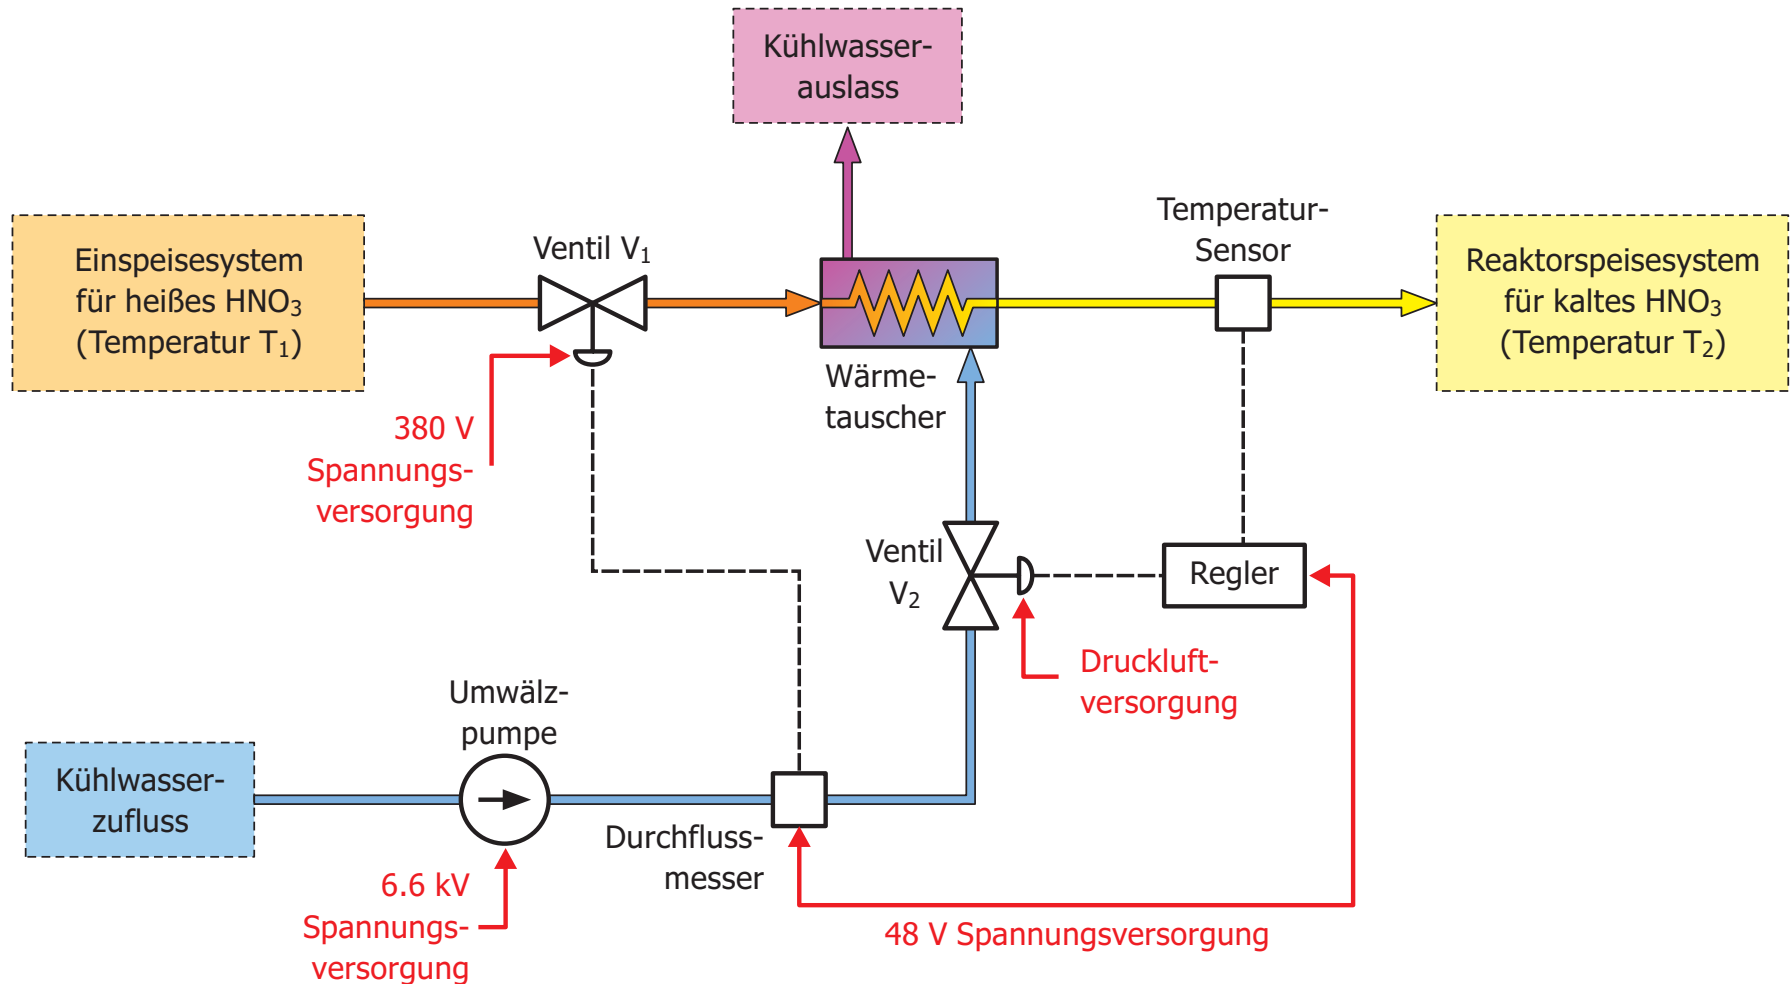 Kühlwasser-
auslass
Einspeisesystem
für heißes HNO₃
(Temperatur T₁)
Ventil V₁
Temperatur-
Sensor
Reaktorspeisesystem
für kaltes HNO₃
(Temperatur T₂)
Wärme-
tauscher
380 V
Spannungs-
versorgung
Ventil
V₂
Regler
Druckluft-
versorgung
Umwälz-
pumpe
Kühlwasser-
zufluss
Durchfluss-
messer
6.6 kV
Spannungs-
versorgung
48 V Spannungsversorgung